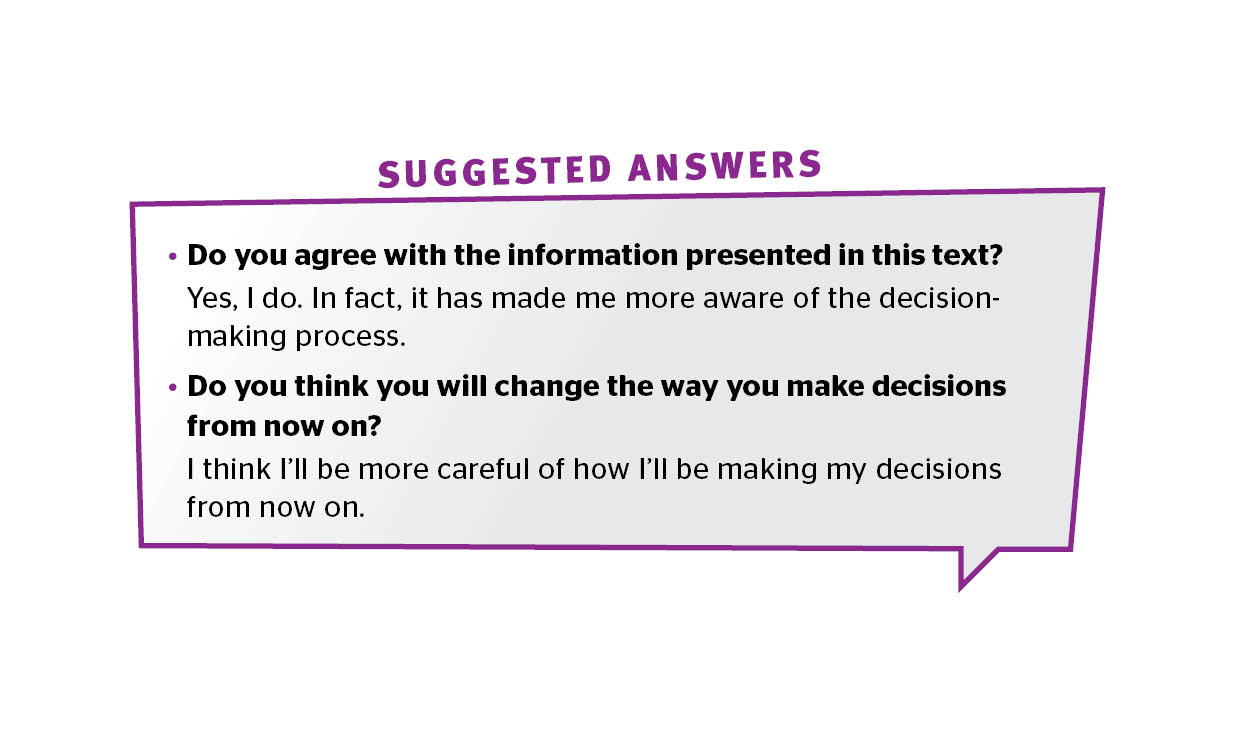 SUGGESTED ANSWERS
• Do you agree with the information presented in this text?
Yes, I do. In fact, it has made me more aware of the decision-
making process.
• Do you think you will change the way you make decisions
from now on?
I think I’ll be more careful of how I’ll be making my decisions
from now on.